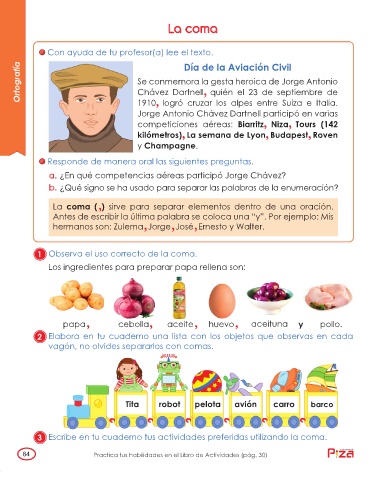 La coma
Ortografía
Con ayuda de tu profesor(a) lee el texto.
Día de la Aviación Civil
Se conmemora la gesta heroica de Jorge Antonio
Chávez Dartnell, quién el 23 de septiembre de
1910, logró cruzar los alpes entre Suiza e Italia.
Jorge Antonio Chávez Dartnell participó en varias
competiciones aéreas: Biarritz, Niza, Tours (142
kilómetros), La semana de Lyon, Budapest, Roven
y Champagne.
Responde de manera oral las siguientes preguntas.
a. ¿En qué competencias aéreas participó Jorge Chávez?
b. ¿Qué signo se ha usado para separar las palabras de la enumeración?
La coma (,) sirve para separar elementos dentro de una oración.
Antes de escribir la última palabra se coloca una "y". Por ejemplo: Mis
hermanos son: Zulema, Jorge, José, Ernesto y Walter.
1 Observa el uso correcto de la coma.
Los ingredientes para preparar papa rellena son:
papa, cebolla, aceite, huevo, aceituna y pollo.
2 Elabora en tu cuaderno una lista con los objetos que observas en cada
vagón, no olvides separarlos con comas.
Tita robot pelota avión carro barco
3 Escribe en tu cuaderno tus actividades preferidas utilizando la coma.
84 Practica tus habilidades en el Libro de Actividades (pág. 30)